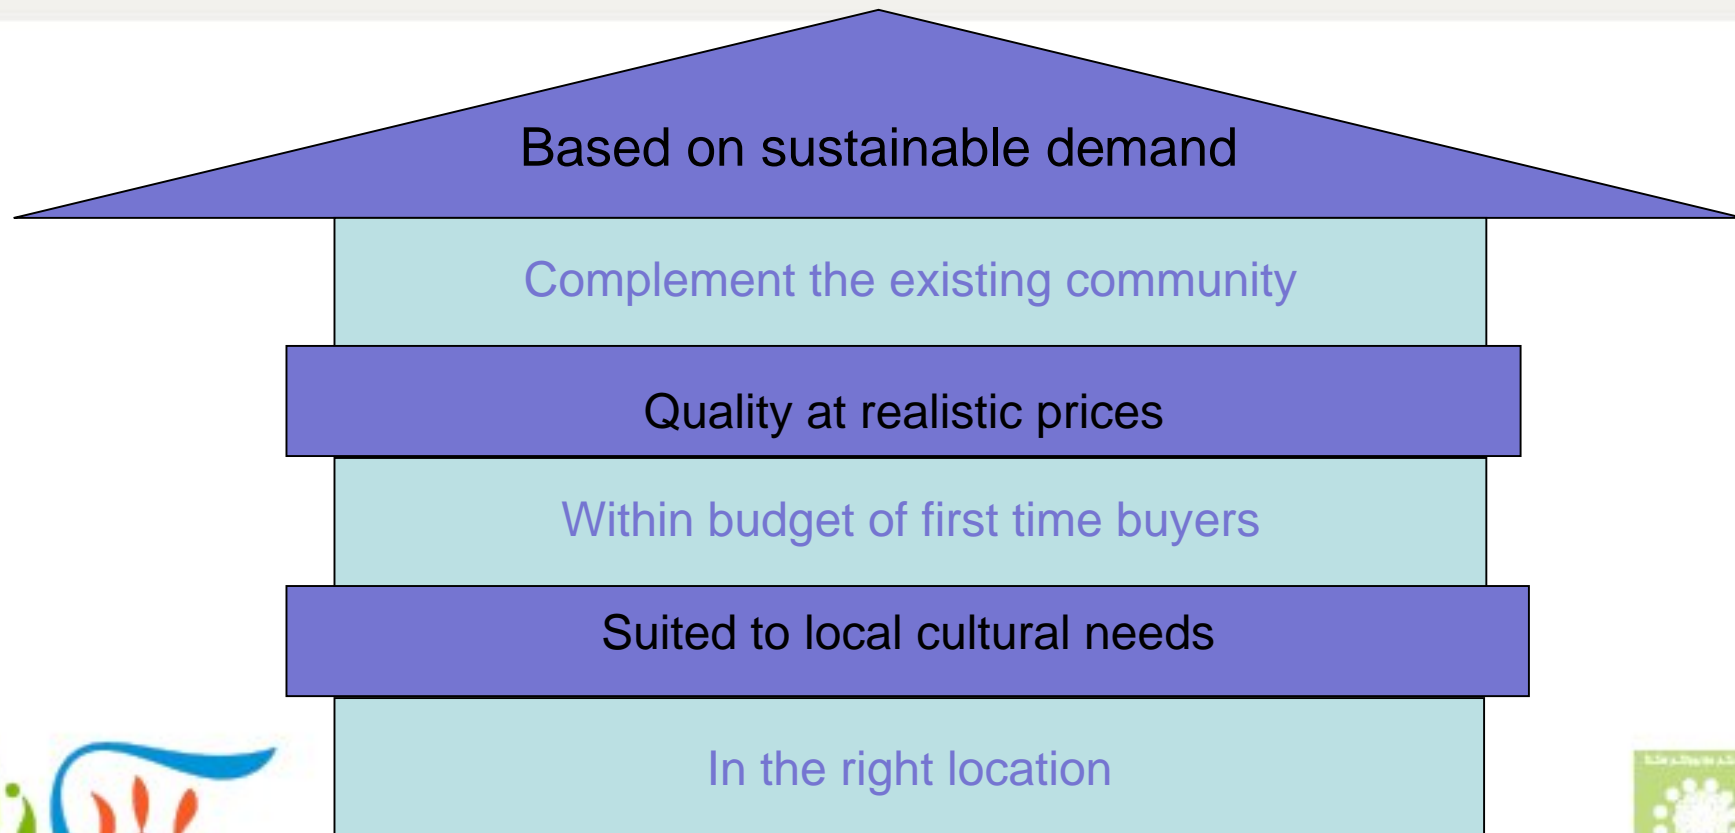 Based on sustainable demand
Complement the existing community
Quality at realistic prices
Within budget of first time buyers
Suited to local cultural needs
In the right location